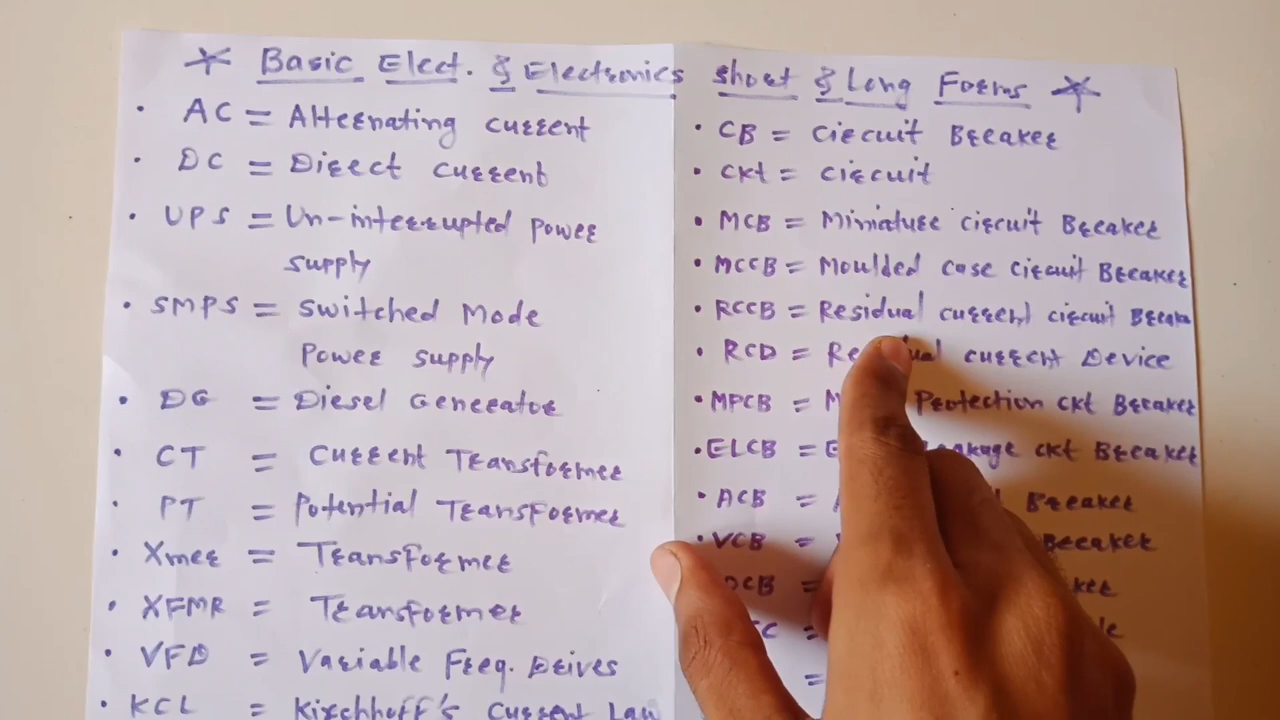 * Basic Elect. & Electronics short & Long Forms *
• AC = Alternating current
• DC = Direct current
• UPS = Un-interrupted power
supply
• SMPS = Switched Mode
Power supply
• DG = Diesel Generator
• CT = Current Transformer
• PT = Potential Transformer
• Xmer = Transformer
• XFMR = Transformer
• VFD = Variable Freq. Drives
• KCL = Kirchhoff's Current Law
• CB = Circuit Breaker
• Ckt = Circuit
• MCB = Miniature circuit Breaker
• MCCB = Moulded case circuit Breaker
• RCCB = Residual current circuit Breake
• RCD = current Device
• MPCB = Protection ckt Breaker
• ELCB = ckt Breaker
• ACB = Breaker
• VCB = Breaker
=
=
=